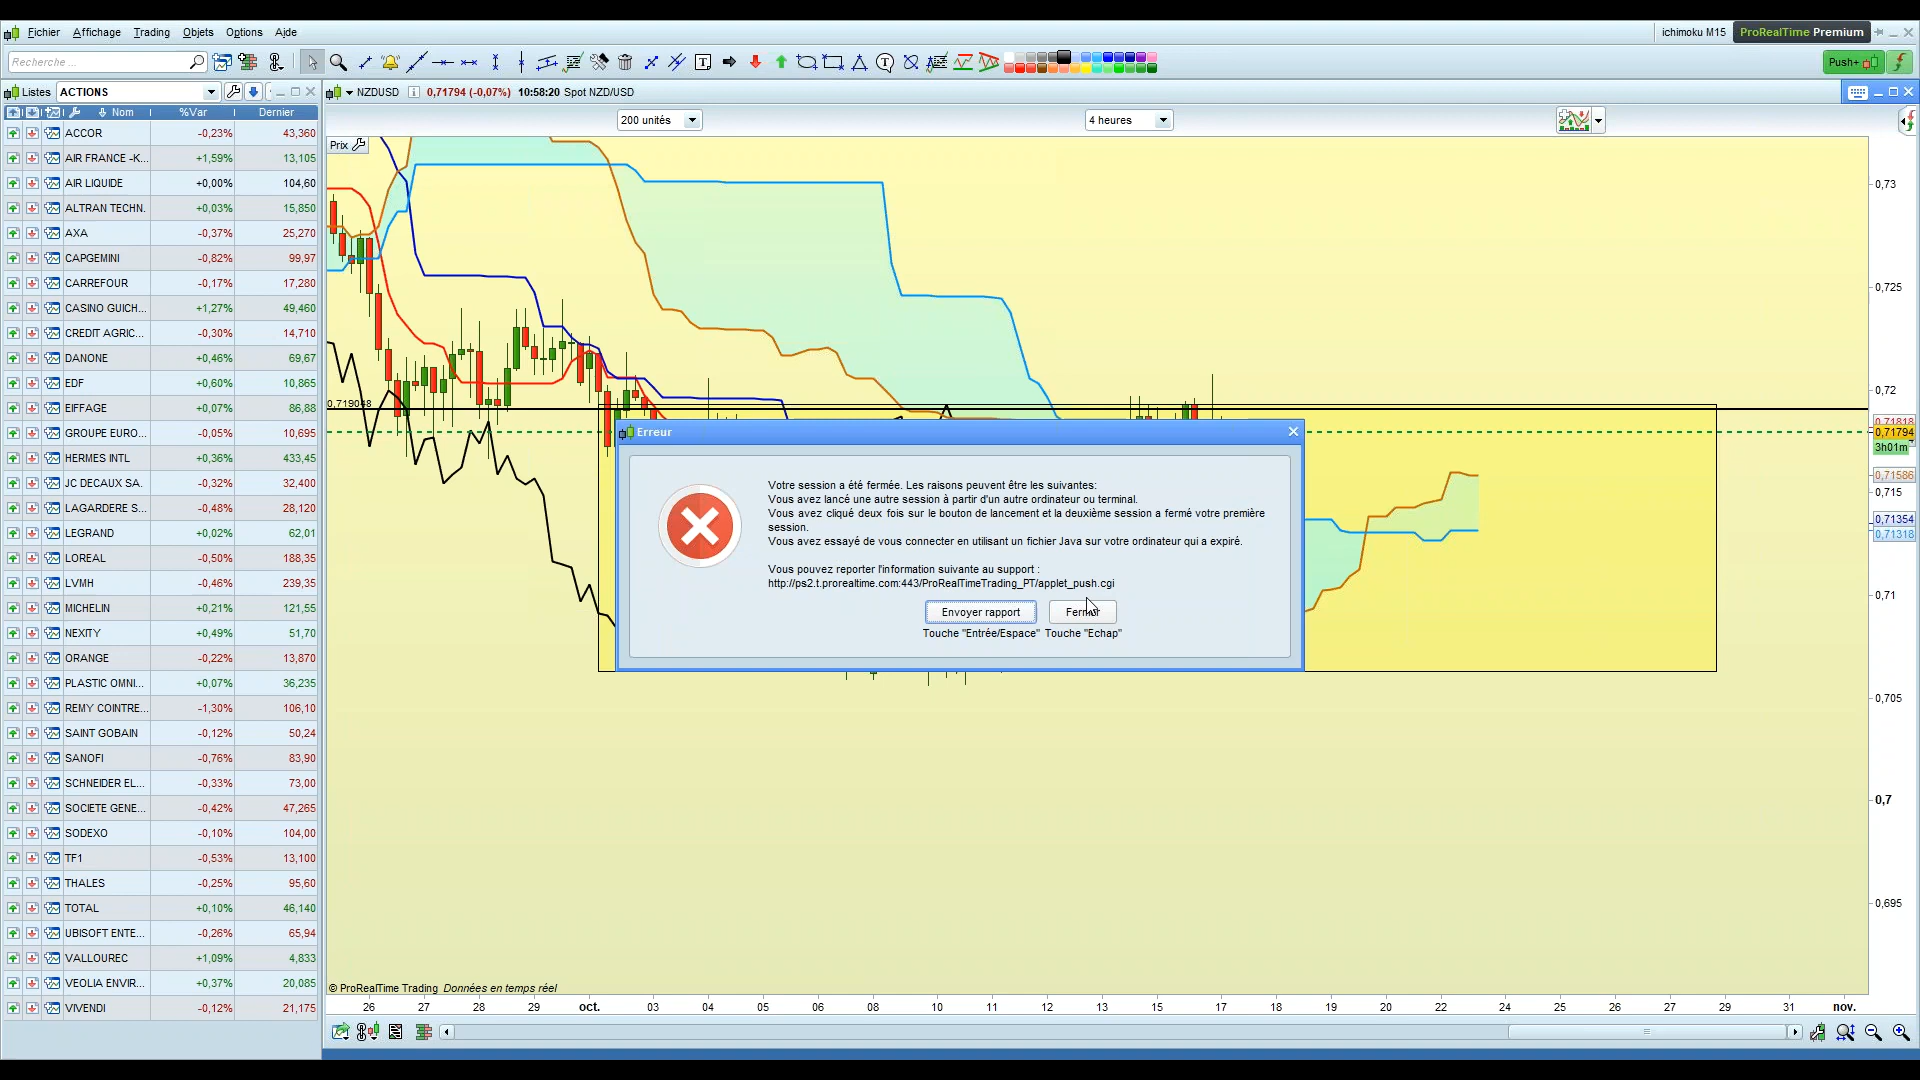 Fichier Affichage Trading Objets Options Aide
ichimoku M15 ProRealTime Premium
Recherche ...
Push+
Listes ACTIONS
NZDUSD 0,71794 (-0,07%) 10:58:20 Spot NZD/USD
Nom %Var Dernier
200 unités 4 heures
Prix
ACCOR -0,23% 43,360
AIR FRANCE -K... +1,59% 13,105
AIR LIQUIDE +0,00% 104,60
ALTRAN TECHN. +0,03% 15,850
AXA -0,37% 25,270
CAPGEMINI -0,82% 99,97
CARREFOUR -0,17% 17,280
CASINO GUICH... +1,27% 49,460
CREDIT AGRIC... -0,30% 14,710
DANONE +0,46% 69,67
EDF +0,60% 10,865
EIFFAGE +0,07% 86,88
GROUPE EURO... -0,05% 10,695
HERMES INTL +0,36% 433,45
JC DECAUX SA. -0,32% 32,400
LAGARDERE S... -0,48% 28,120
LEGRAND +0,02% 63,01
LOREAL -0,50% 188,35
LVMH -0,46% 239,35
MICHELIN +0,21% 121,55
NEXITY +0,49% 51,70
ORANGE -0,22% 13,870
PLASTIC OMNI... +0,07% 36,235
REMY COINTRE... -1,30% 106,10
SAINT GOBAIN -0,12% 50,24
SANOFI -0,76% 83,90
SCHNEIDER EL... -0,33% 73,00
SOCIETE GENE... -0,42% 47,265
SODEXO -0,10% 104,00
TF1 -0,53% 13,100
THALES -0,25% 95,60
TOTAL +0,10% 46,140
UBISOFT ENTE... -0,26% 65,94
VALLOUREC +1,09% 4,833
VEOLIA ENVIR... +0,37% 20,085
VIVENDI -0,12% 21,175
0,719048
Erreur
Votre session a été fermée. Les raisons peuvent être les suivantes:
Vous avez lancé une autre session à partir d'un autre ordinateur ou terminal.
Vous avez cliqué deux fois sur le bouton de lancement et la deuxième session a fermé votre première
session.
Vous avez essayé de vous connecter en utilisant un fichier Java sur votre ordinateur qui a expiré.
Vous pouvez reporter l'information suivante au support :
http://ps2.t.prorealtime.com:443/ProRealTimeTrading_PT/applet_push.cgi
Envoyer rapport Fermer
Touche "Entrée/Espace" Touche "Echap"
0,73
0,725
0,72
0,71818
0,71794
3h01m
0,71586
0,715
0,71354
0,71318
0,71
0,705
0,7
0,695
© ProRealTime Trading Données en temps réel
26 27 28 29 oct. 03 04 05 06 08 10 11 12 13 15 17 18 19 20 22 24 25 26 27 29 31 nov.